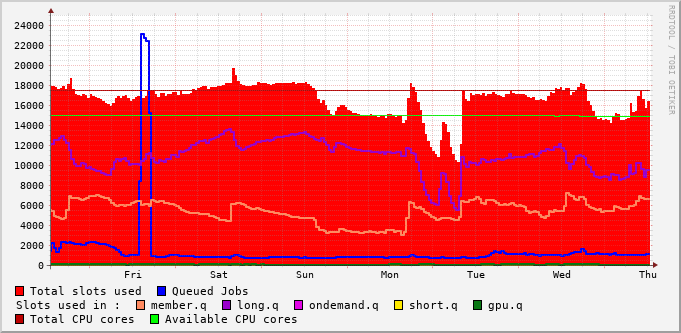 24000
22000
20000
18000
16000
14000
12000
10000
8000
6000
4000
2000
0
Fri Sat Sun Mon Tue Wed Thu
Total slots used Queued Jobs
Slots used in : member.q long.q ondemand.q short.q gpu.q
Total CPU cores Available CPU cores
RRDTOOL / TOBI OETIKER